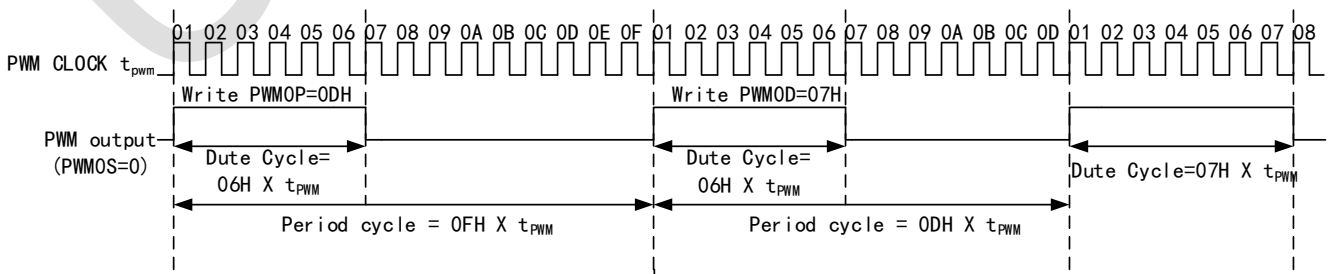 01 02 03 04 05 06 07 08 09 0A 0B 0C 0D 0E 0F 01 02 03 04 05 06 07 08 09 0A 0B 0C 0D 01 02 03 04 05 06 07 08
PWM CLOCK tpwm
Write PWM0P=0DH Write PWM0D=07H
PWM output
(PWM0S=0)
Dute Cycle=
06H X tPWM
Dute Cycle=
06H X tPWM
Dute Cycle=07H X tPWM
Period cycle = 0FH X tPWM Period cycle = 0DH X tPWM